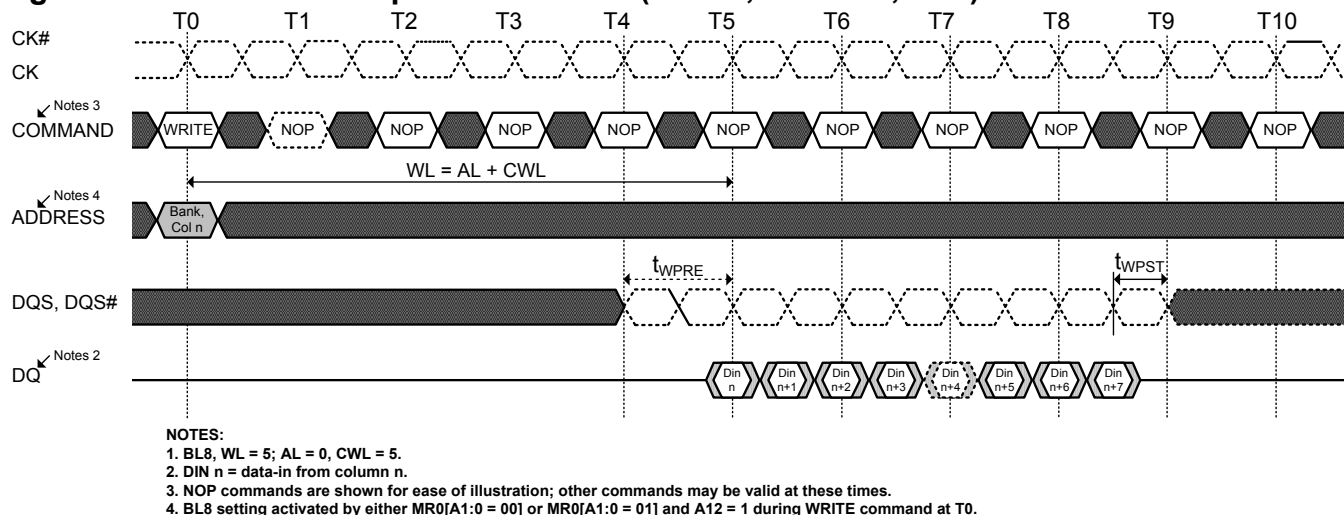 T0 T1 T2 T3 T4 T5 T6 T7 T8 T9 T10
CK#
CK
Notes 3
COMMAND
WRITE NOP NOP NOP NOP NOP NOP NOP NOP NOP NOP
WL = AL + CWL
Notes 4
ADDRESS
Bank,
Col n
tWPRE
tWPST
DQS, DQS#
Notes 2
DQ
Din Din Din Din Din Din Din Din
n n+1 n+2 n+3 n+4 n+5 n+6 n+7
NOTES:
1. BL8, WL = 5; AL = 0, CWL = 5.
2. DIN n = data-in from column n.
3. NOP commands are shown for ease of illustration; other commands may be valid at these times.
4. BL8 setting activated by either MR0[A1:0 = 00] or MR0[A1:0 = 01] and A12 = 1 during WRITE command at T0.